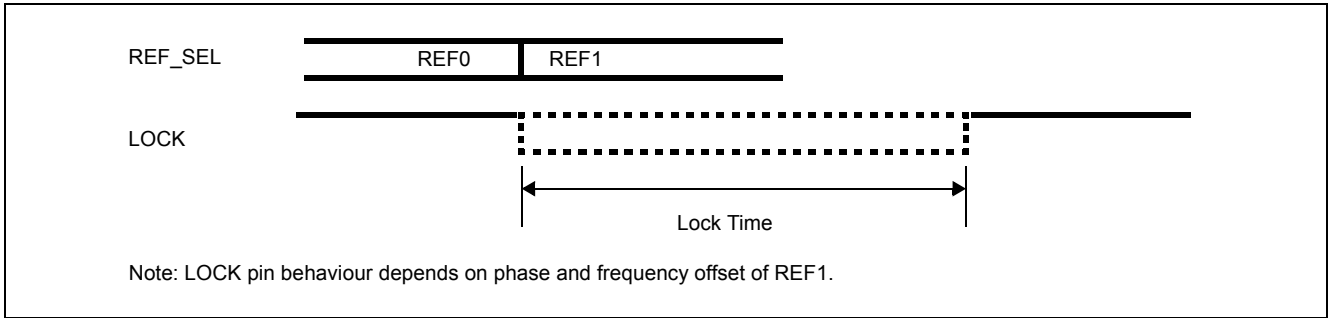 REF_SEL REF0 REF1
LOCK
Lock Time
Note: LOCK pin behaviour depends on phase and frequency offset of REF1.